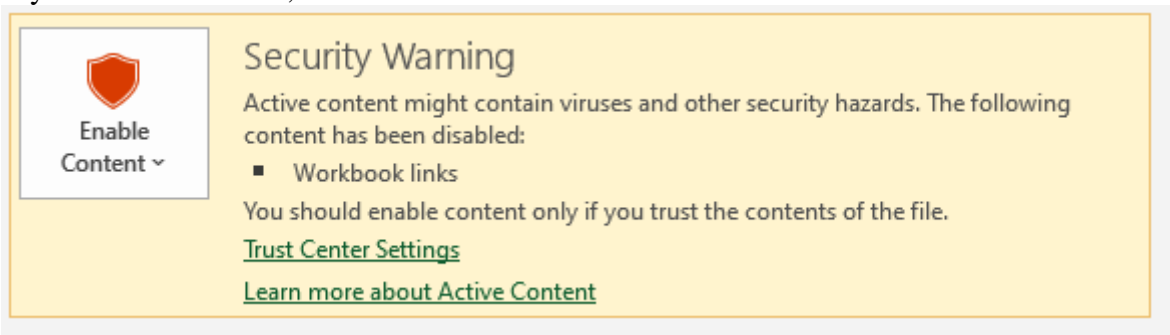 Security Warning
Active content might contain viruses and other security hazards. The following
content has been disabled:
Enable
Content
▪ Workbook links
You should enable content only if you trust the contents of the file.
Trust Center Settings
Learn more about Active Content